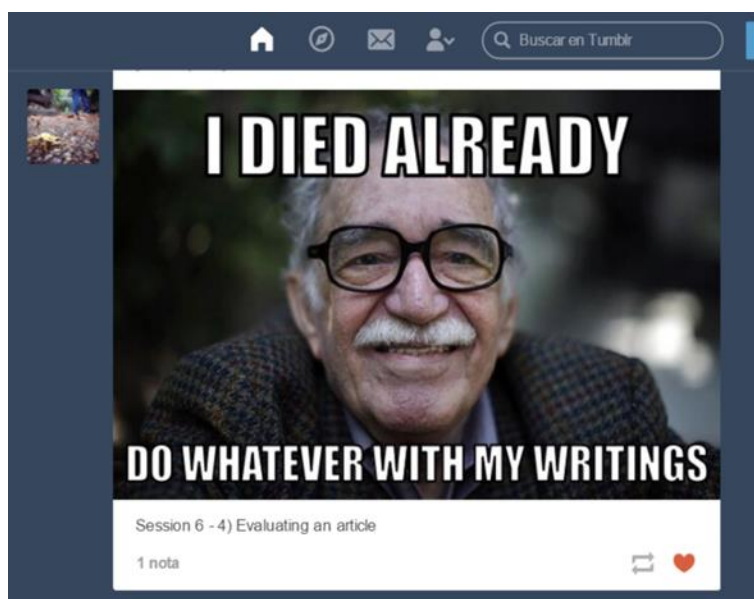 Buscar en Tumblr
I DIED ALREADY
DO WHATEVER WITH MY WRITINGS
Session 6 - 4) Evaluating an article
1 nota